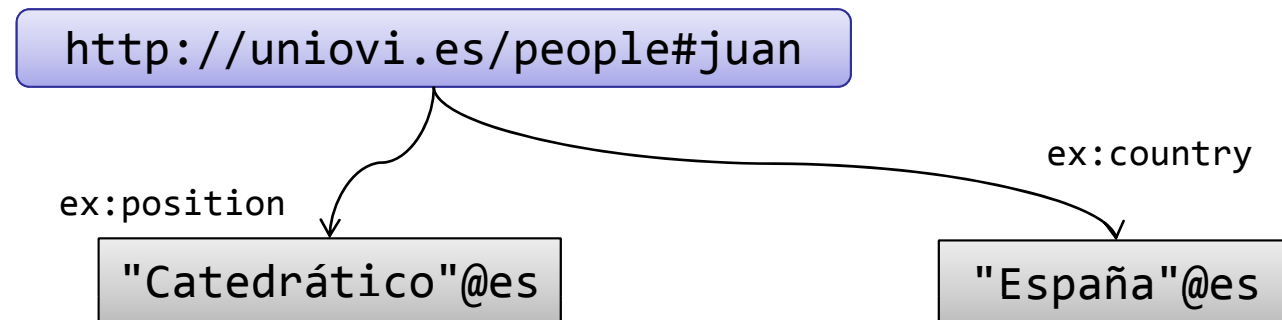 http://uniovi.es/people#juan
ex:country
ex:position
"Catedrático"@es
"España"@es